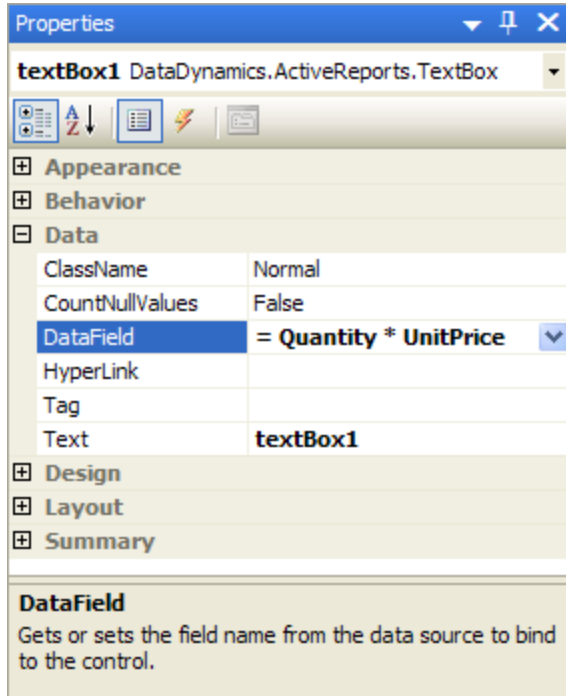 Properties
textBox1 DataDynamics.ActiveReports.TextBox
Appearance
Behavior
Data
ClassName Normal
CountNullValues False
DataField = Quantity * UnitPrice
HyperLink
Tag
Text textBox1
Design
Layout
Summary
DataField
Gets or sets the field name from the data source to bind
to the control.